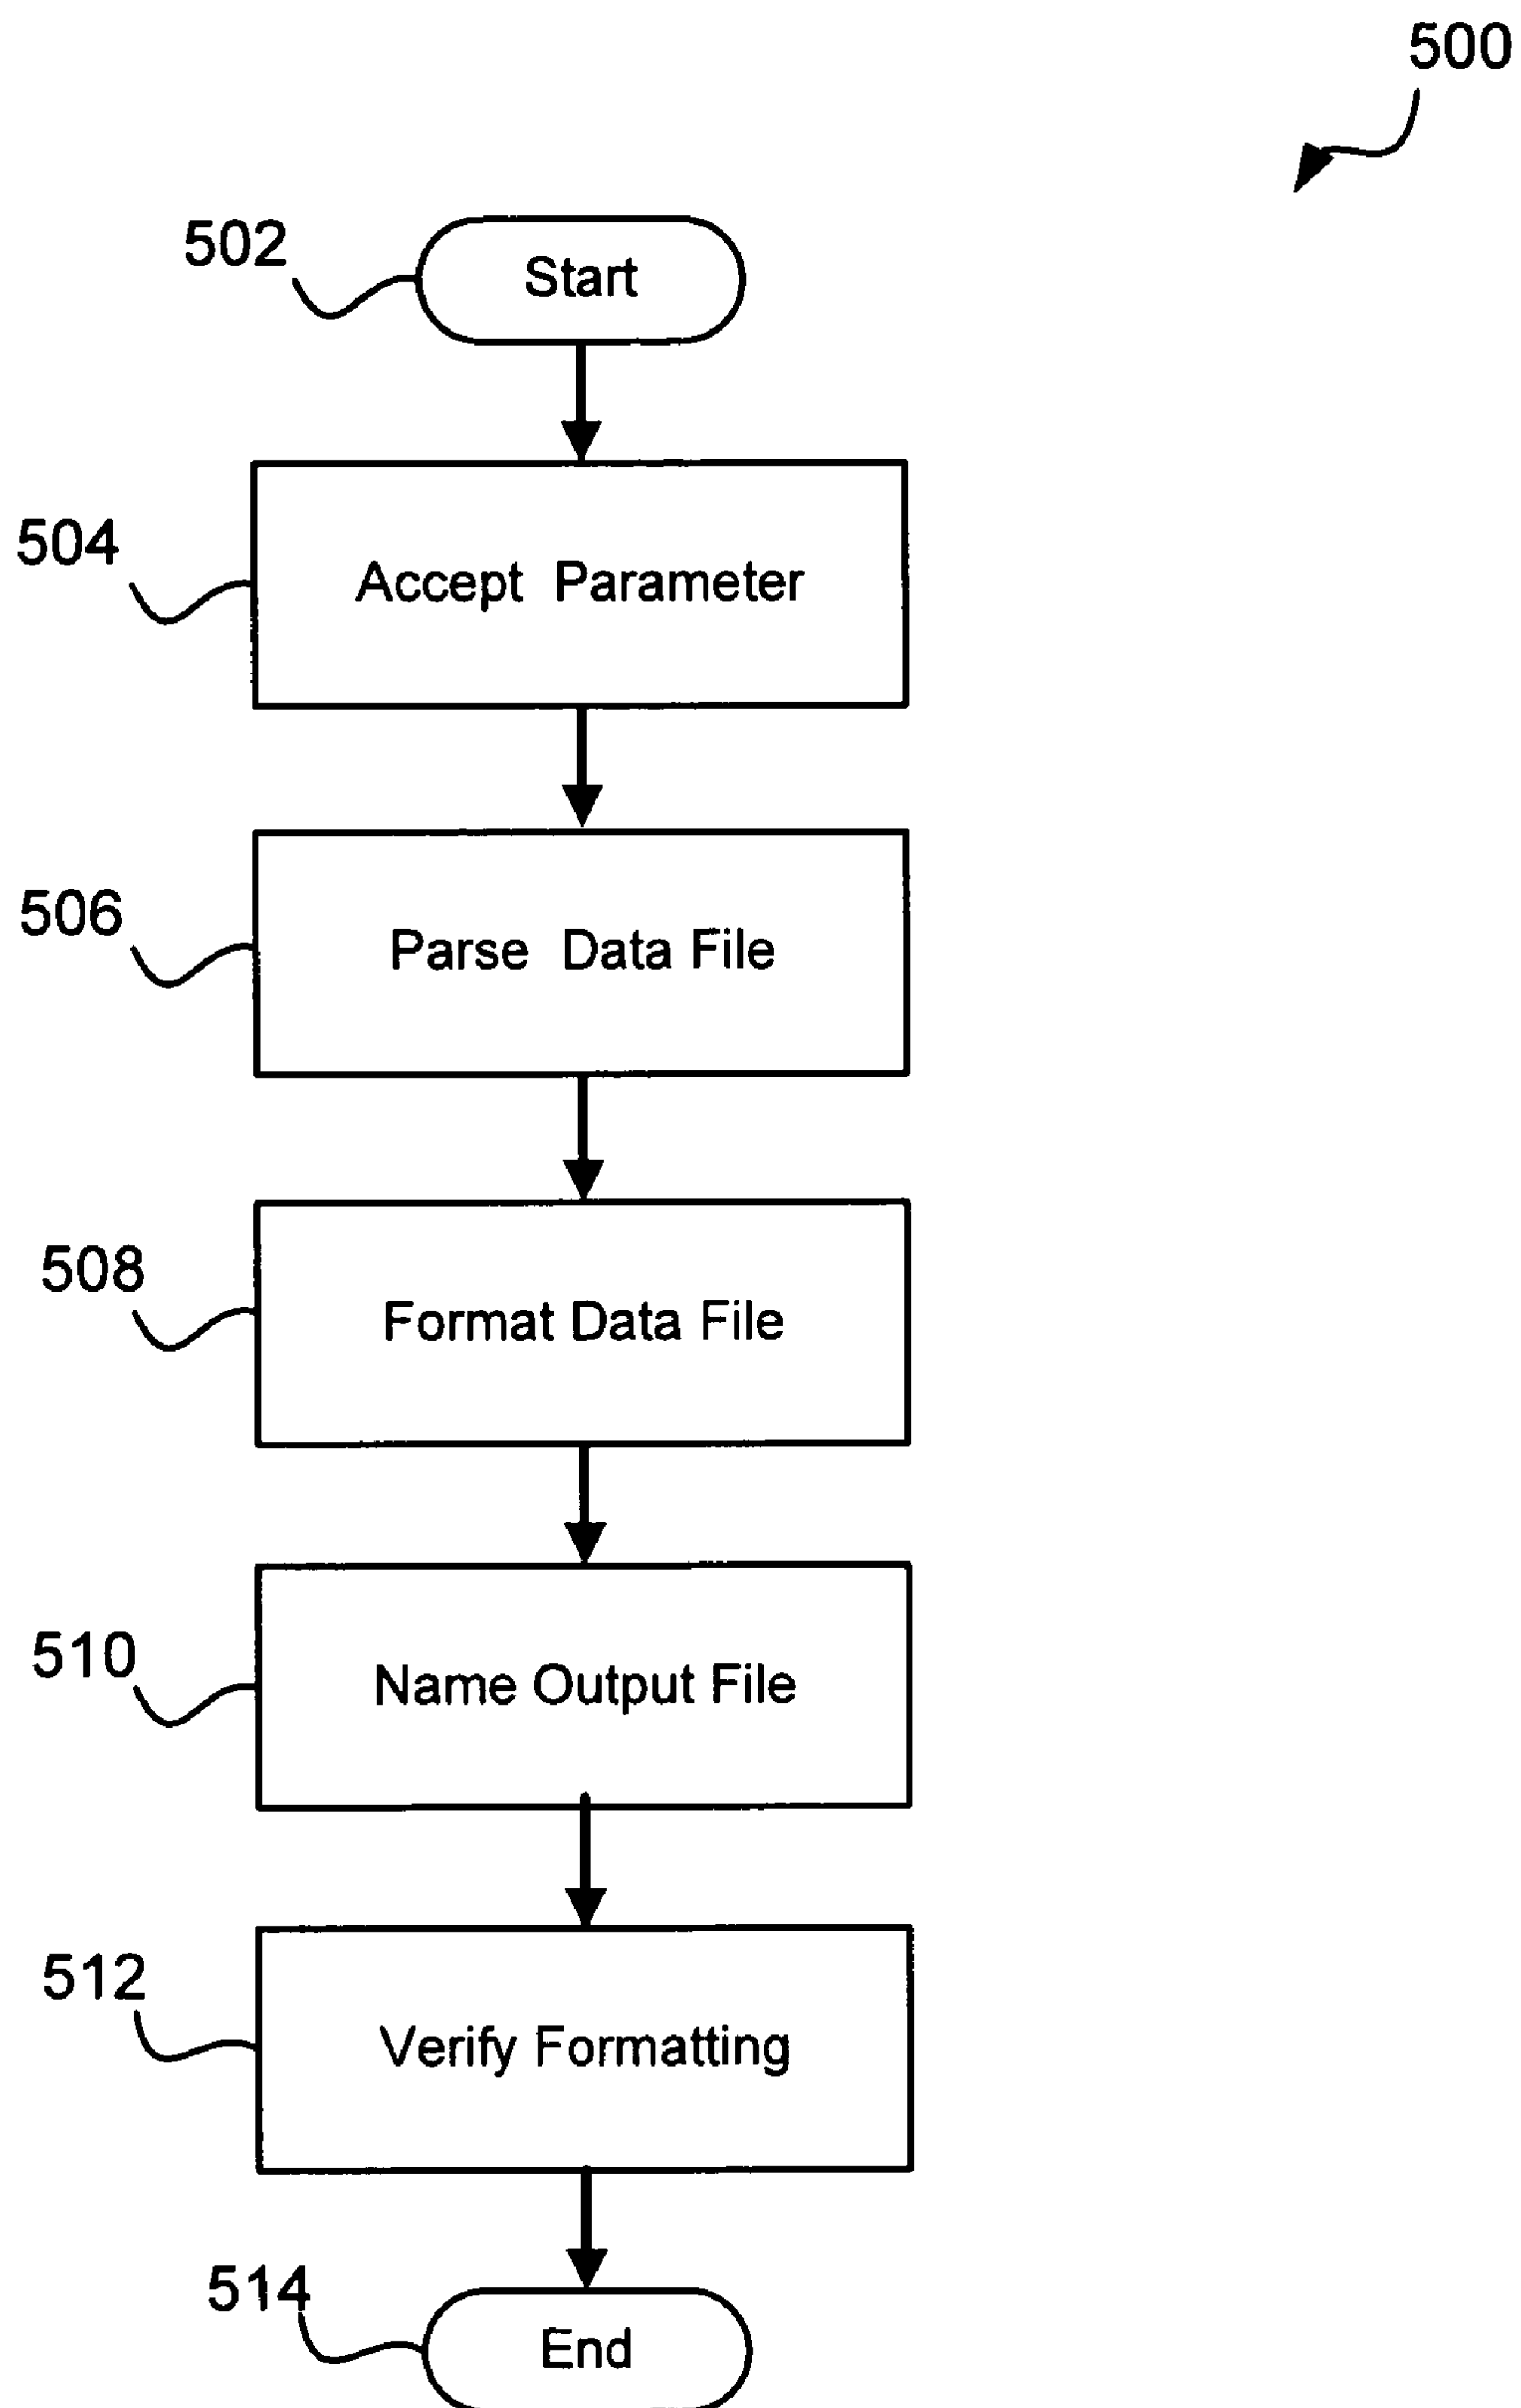 500
502
Start
504
Accept Parameter
506
Parse Data File
508
Format Data File
510
Name Output File
512
Verify Formatting
514
End